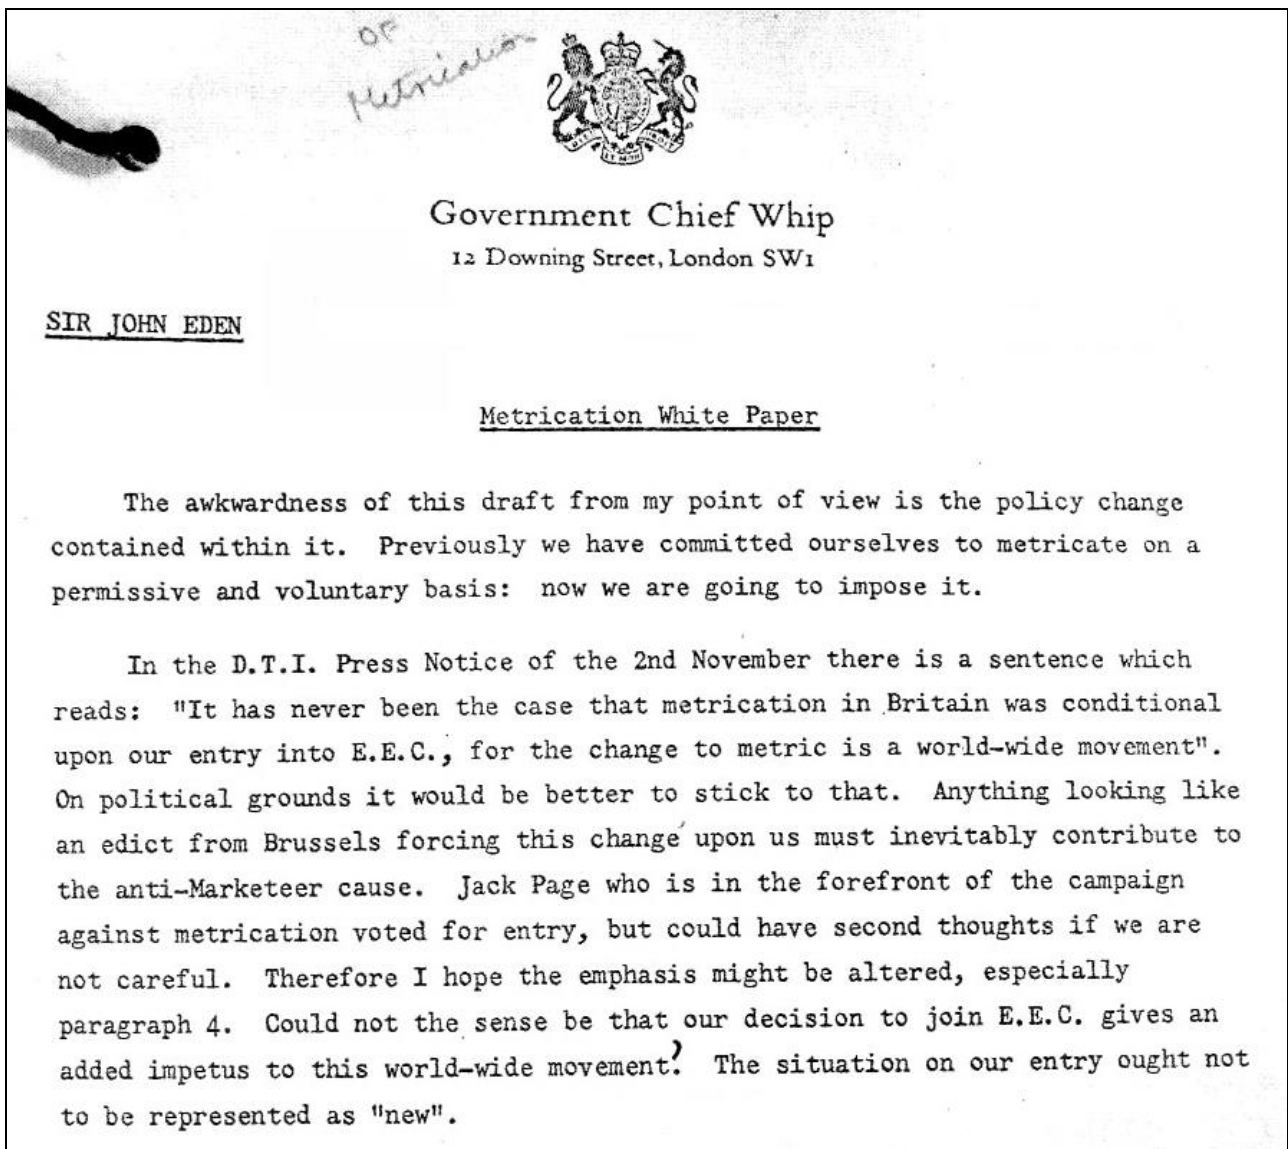 OF
Metrication
Government Chief Whip
12 Downing Street, London SW1
SIR JOHN EDEN
Metrication White Paper
The awkwardness of this draft from my point of view is the policy change
contained within it. Previously we have committed ourselves to metricate on a
permissive and voluntary basis: now we are going to impose it.
In the D.T.I. Press Notice of the 2nd November there is a sentence which
reads: "It has never been the case that metrication in Britain was conditional
upon our entry into E.E.C., for the change to metric is a world-wide movement".
On political grounds it would be better to stick to that. Anything looking like
an edict from Brussels forcing this change upon us must inevitably contribute to
the anti-Marketeer cause. Jack Page who is in the forefront of the campaign
against metrication voted for entry, but could have second thoughts if we are
not careful. Therefore I hope the emphasis might be altered, especially
paragraph 4. Could not the sense be that our decision to join E.E.C. gives an
added impetus to this world-wide movement? The situation on our entry ought not
to be represented as "new".